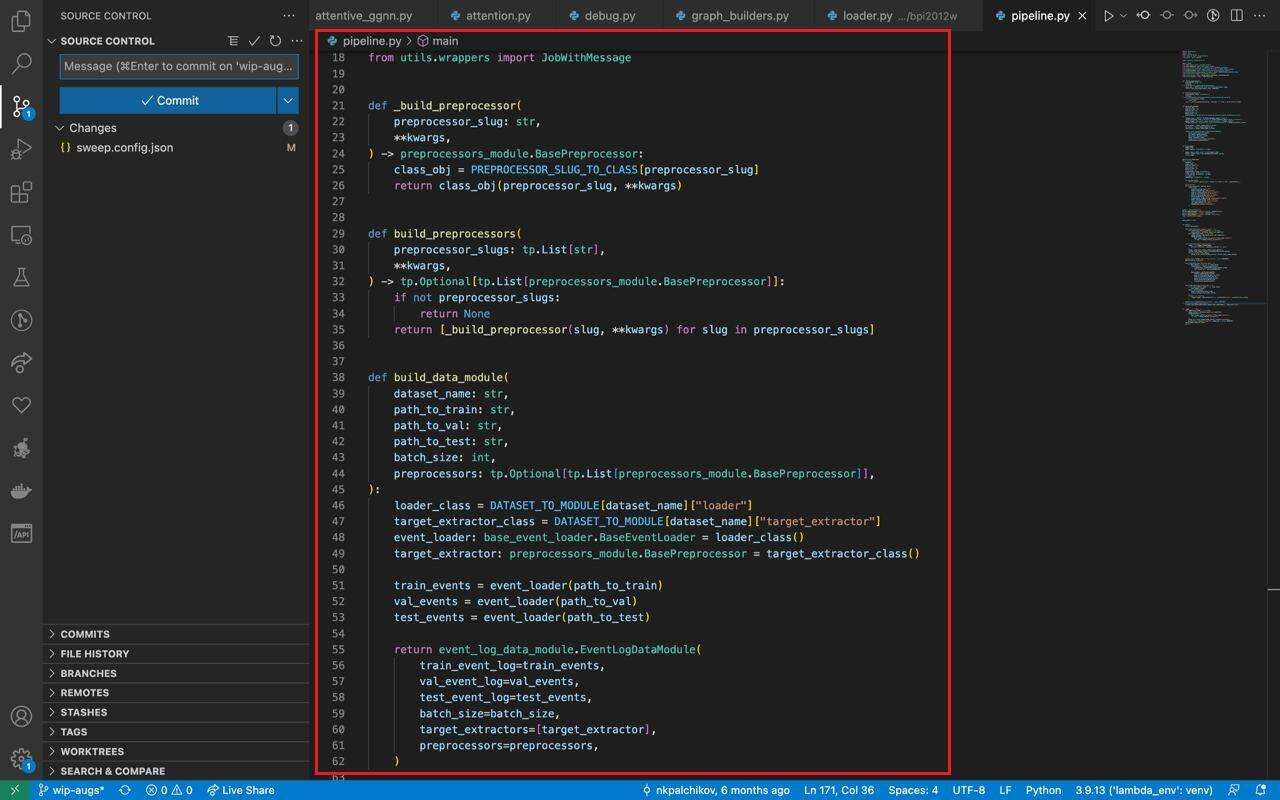 SOURCE CONTROL
attentive_ggnn.py
attention.py
debug.py
graph_builders.py
loader.py .../bpi2012w
pipeline.py
SOURCE CONTROL
Message (⌘Enter to commit on 'wip-aug...
Commit
Changes 1
{} sweep.config.json M
COMMITS
FILE HISTORY
BRANCHES
REMOTES
STASHES
TAGS
WORKTREES
SEARCH & COMPARE
1
/API
1
pipeline.py > main
18 from utils.wrappers import JobWithMessage
19
20
21 def _build_preprocessor(
22     preprocessor_slug: str,
23     **kwargs,
24 ) -> preprocessors_module.BasePreprocessor:
25     class_obj = PREPROCESSOR_SLUG_TO_CLASS[preprocessor_slug]
26     return class_obj(preprocessor_slug, **kwargs)
27
28
29 def build_preprocessors(
30     preprocessor_slugs: tp.List[str],
31     **kwargs,
32 ) -> tp.Optional[tp.List[preprocessors_module.BasePreprocessor]]:
33     if not preprocessor_slugs:
34         return None
35     return [_build_preprocessor(slug, **kwargs) for slug in preprocessor_slugs]
36
37
38 def build_data_module(
39     dataset_name: str,
40     path_to_train: str,
41     path_to_val: str,
42     path_to_test: str,
43     batch_size: int,
44     preprocessors: tp.Optional[tp.List[preprocessors_module.BasePreprocessor]],
45 ):
46     loader_class = DATASET_TO_MODULE[dataset_name]["loader"]
47     target_extractor_class = DATASET_TO_MODULE[dataset_name]["target_extractor"]
48     event_loader: base_event_loader.BaseEventLoader = loader_class()
49     target_extractor: preprocessors_module.BasePreprocessor = target_extractor_class()
50
51     train_events = event_loader(path_to_train)
52     val_events = event_loader(path_to_val)
53     test_events = event_loader(path_to_test)
54
55     return event_log_data_module.EventLogDataModule(
56         train_event_log=train_events,
57         val_event_log=val_events,
58         test_event_log=test_events,
59         batch_size=batch_size,
60         target_extractors=[target_extractor],
61         preprocessors=preprocessors,
62     )
63
wip-augs* 0 0 Live Share nkpalchikov, 6 months ago Ln 171, Col 36 Spaces: 4 UTF-8 LF Python 3.9.13 ('lambda_env': venv)